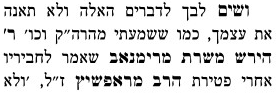 ושים לבך לדברים האלה ולא תאנה
את עצמך, כמו ששמעתי מהרה״ק וכו ר׳
הירש משרת מרימנאב שאמר לחביריו
אחרי פטירת הרב מראפשיץ ז״ל, ׳ולא